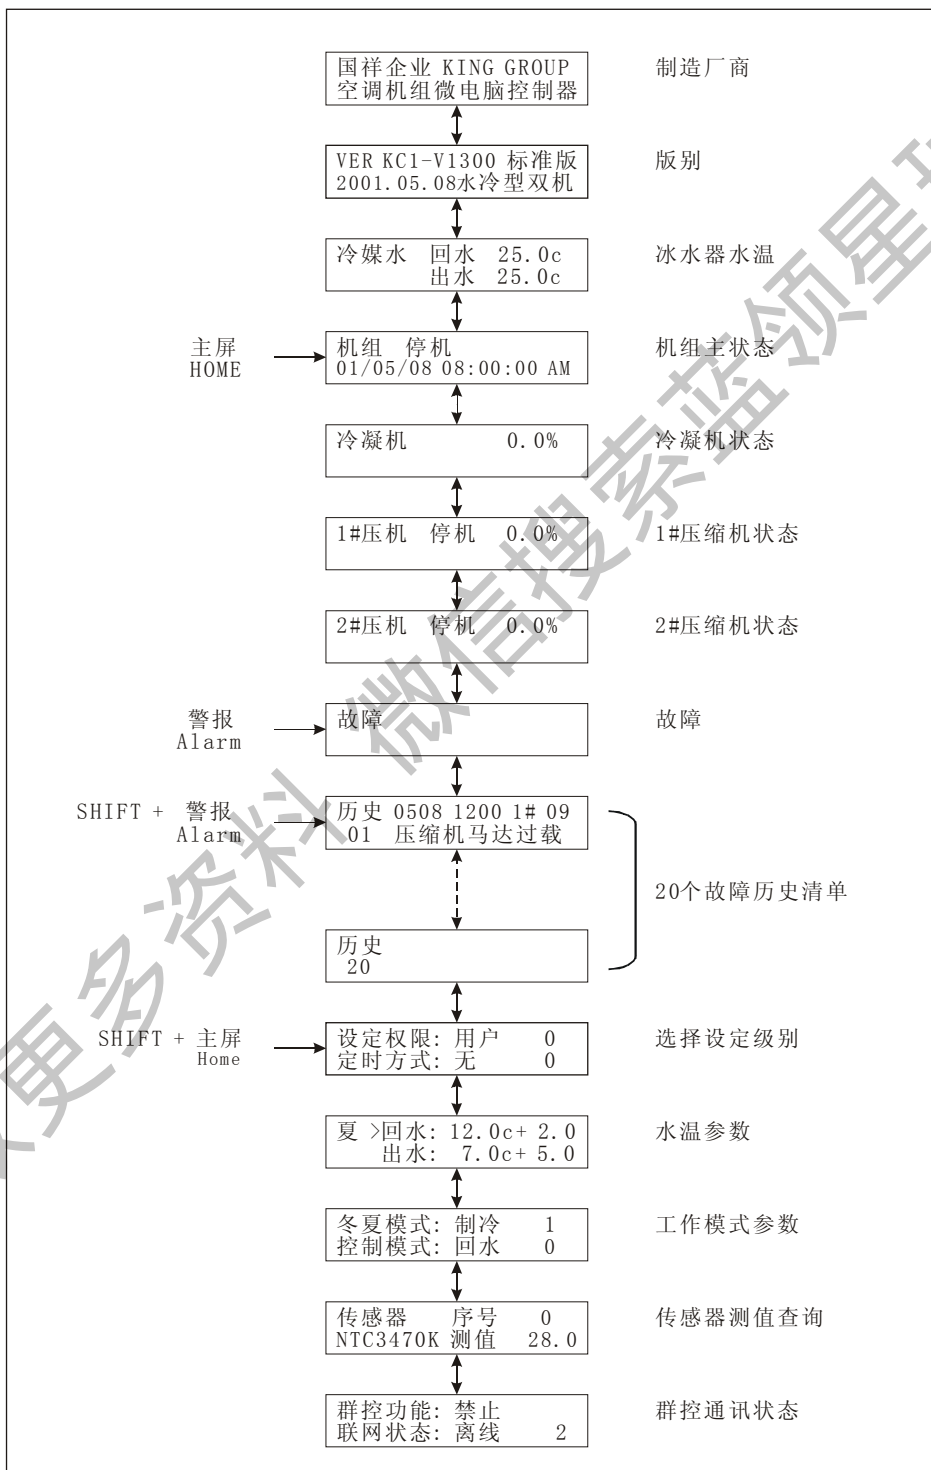 国祥企业 KING GROUP
空调机组微电脑控制器
制造厂商
VER KC1-V1300 标准版
2001.05.08水冷型双机
版别
冷媒水 回水 25.0c
出水 25.0c
冰水器水温
主屏
HOME
机组 停机
01/05/08 08:00:00 AM
机组主状态
冷凝机 0.0%
冷凝机状态
1#压机 停机 0.0%
1#压缩机状态
2#压机 停机 0.0%
2#压缩机状态
警报
Alarm
故障
故障
SHIFT + 警报
Alarm
历史 0508 1200 1# 09
01 压缩机马达过载
20个故障历史清单
历史
20
SHIFT + 主屏
Home
设定权限: 用户 0
定时方式: 无 0
选择设定级别
夏 >回水: 12.0c+ 2.0
出水: 7.0c+ 5.0
水温参数
冬夏模式: 制冷 1
控制模式: 回水 0
工作模式参数
传感器 序号 0
NTC3470K 测值 28.0
传感器测值查询
群控功能: 禁止
联网状态: 离线 2
群控通讯状态
更多资料 微信搜索蓝领星球